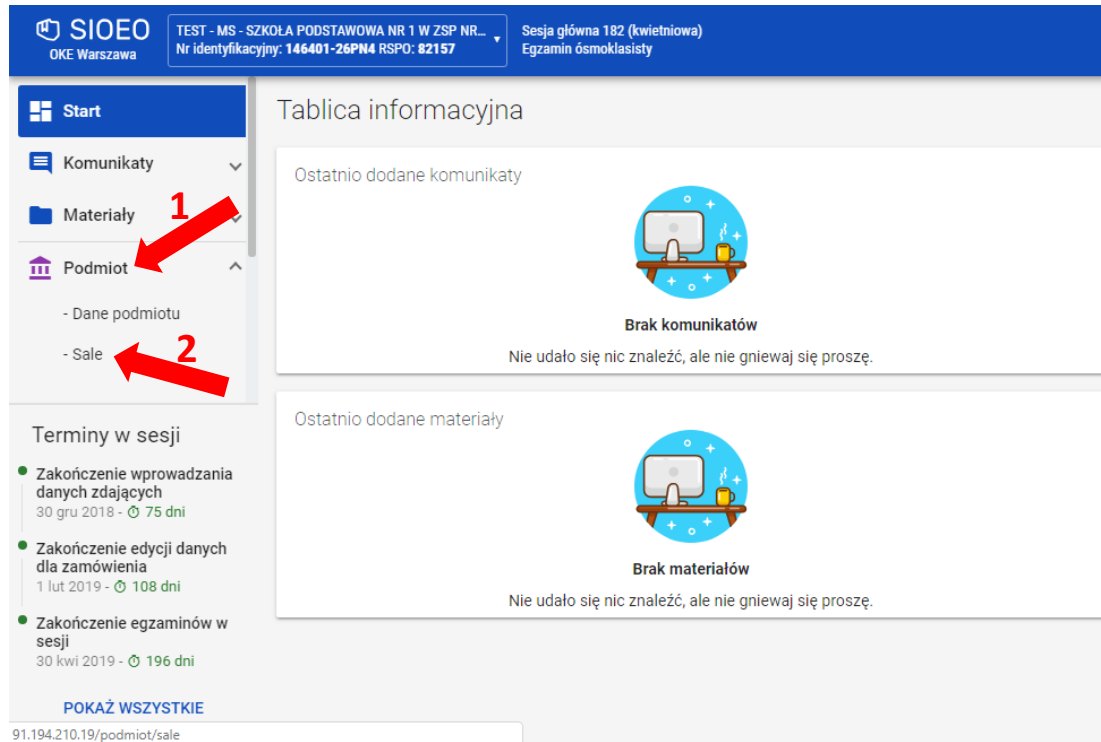 SIOEO
OKE Warszawa
TEST - MS - SZKOŁA PODSTAWOWA NR 1 W ZSP NR...
Nr identyfikacyjny: 146401-26PN4 RSPO: 82157
Sesja główna 182 (kwietniowa)
Egzamin ósmoklasisty
Start
Komunikaty
Materiały
1
Podmiot
- Dane podmiotu
- Sale
2
Terminy w sesji
Zakończenie wprowadzania
danych zdających
30 gru 2018 - 75 dni
Zakończenie edycji danych
dla zamówienia
1 lut 2019 - 108 dni
Zakończenie egzaminów w
sesji
30 kwi 2019 - 196 dni
POKAŻ WSZYSTKIE
91.194.210.19/podmiot/sale
Tablica informacyjna
Ostatnio dodane komunikaty
Brak komunikatów
Nie udało się nic znaleźć, ale nie gniewaj się proszę.
Ostatnio dodane materiały
Brak materiałów
Nie udało się nic znaleźć, ale nie gniewaj się proszę.